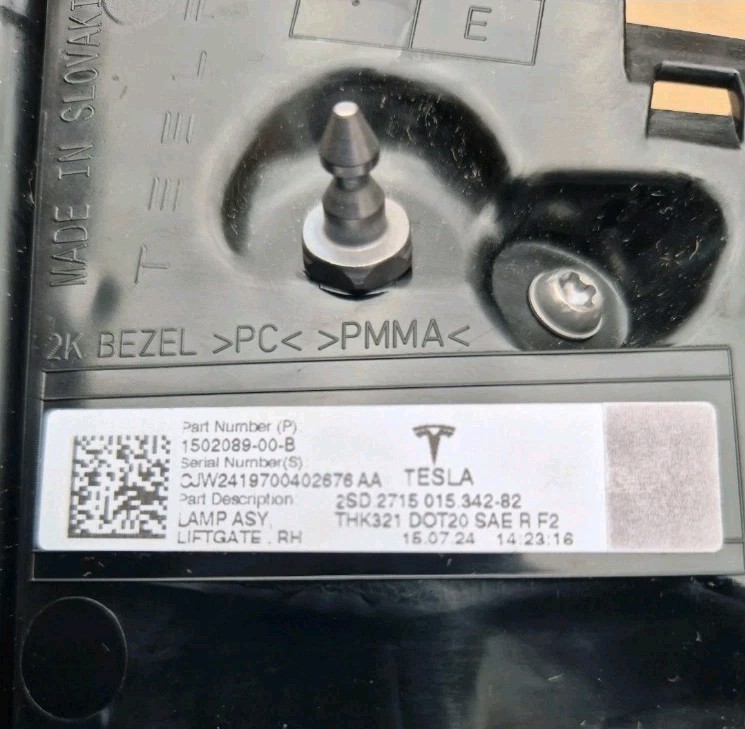 E
MADE IN SLOVAKI
TESL
2K BEZEL >PC< >PMMA<
Part Number (P)
1502089-00-B
Serial Number(S)
CJW2419700402676 AA
Part Description
LAMP ASY,
LIFTGATE , RH
TESLA
2SD 2715 015.342-82
THK321 DOT20 SAE R F2
15.07.24 14:23:16